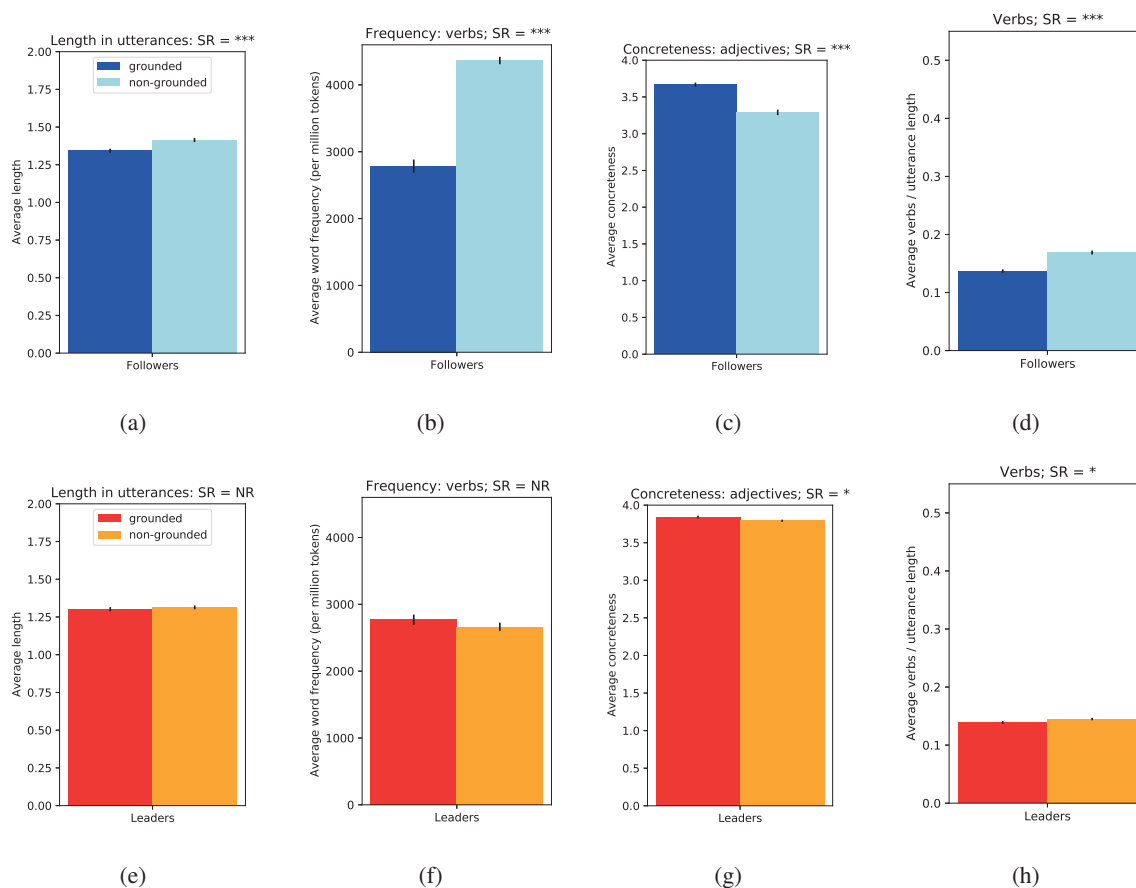 Length in utterances: SR = ***
2.00
1.75
1.50
1.25
1.00
0.75
0.50
0.25
0.00
Average length
grounded
non-grounded
Followers
(a)
Frequency: verbs; SR = ***
4000
3000
2000
1000
0
Average word frequency (per million tokens)
Followers
(b)
Concreteness: adjectives; SR = ***
4.0
3.5
3.0
2.5
2.0
1.5
1.0
0.5
0.0
Average concreteness
Followers
(c)
Verbs; SR = ***
0.5
0.4
0.3
0.2
0.1
0.0
Average verbs / utterance length
Followers
(d)
Length in utterances: SR = NR
2.00
1.75
1.50
1.25
1.00
0.75
0.50
0.25
0.00
Average length
grounded
non-grounded
Leaders
(e)
Frequency: verbs; SR = NR
4000
3000
2000
1000
0
Average word frequency (per million tokens)
Leaders
(f)
Concreteness: adjectives; SR = *
4.0
3.5
3.0
2.5
2.0
1.5
1.0
0.5
0.0
Average concreteness
Leaders
(g)
Verbs; SR = *
0.5
0.4
0.3
0.2
0.1
0.0
Average verbs / utterance length
Leaders
(h)